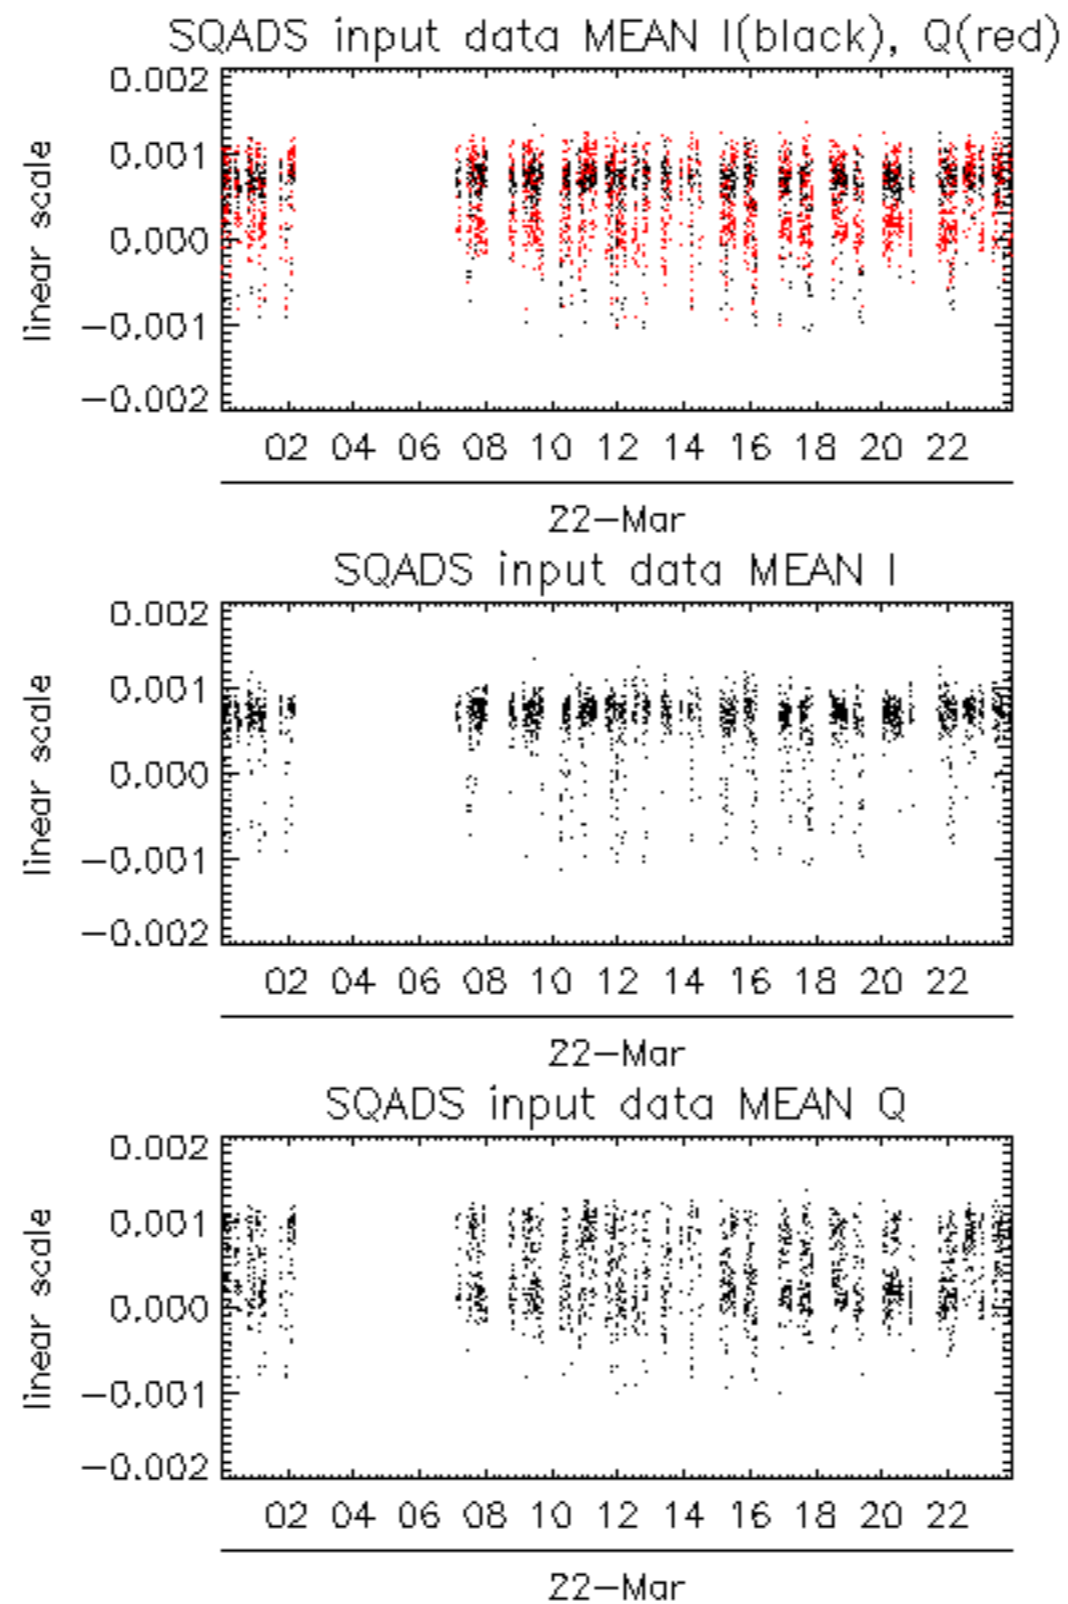 SQADS input data MEAN I(black), Q(red)
0.002
0.001
0.000
−0.001
−0.002
linear scale
02 04 06 08 10 12 14 16 18 20 22
22−Mar
SQADS input data MEAN I
0.002
0.001
0.000
−0.001
−0.002
linear scale
02 04 06 08 10 12 14 16 18 20 22
22−Mar
SQADS input data MEAN Q
0.002
0.001
0.000
−0.001
−0.002
linear scale
02 04 06 08 10 12 14 16 18 20 22
22−Mar